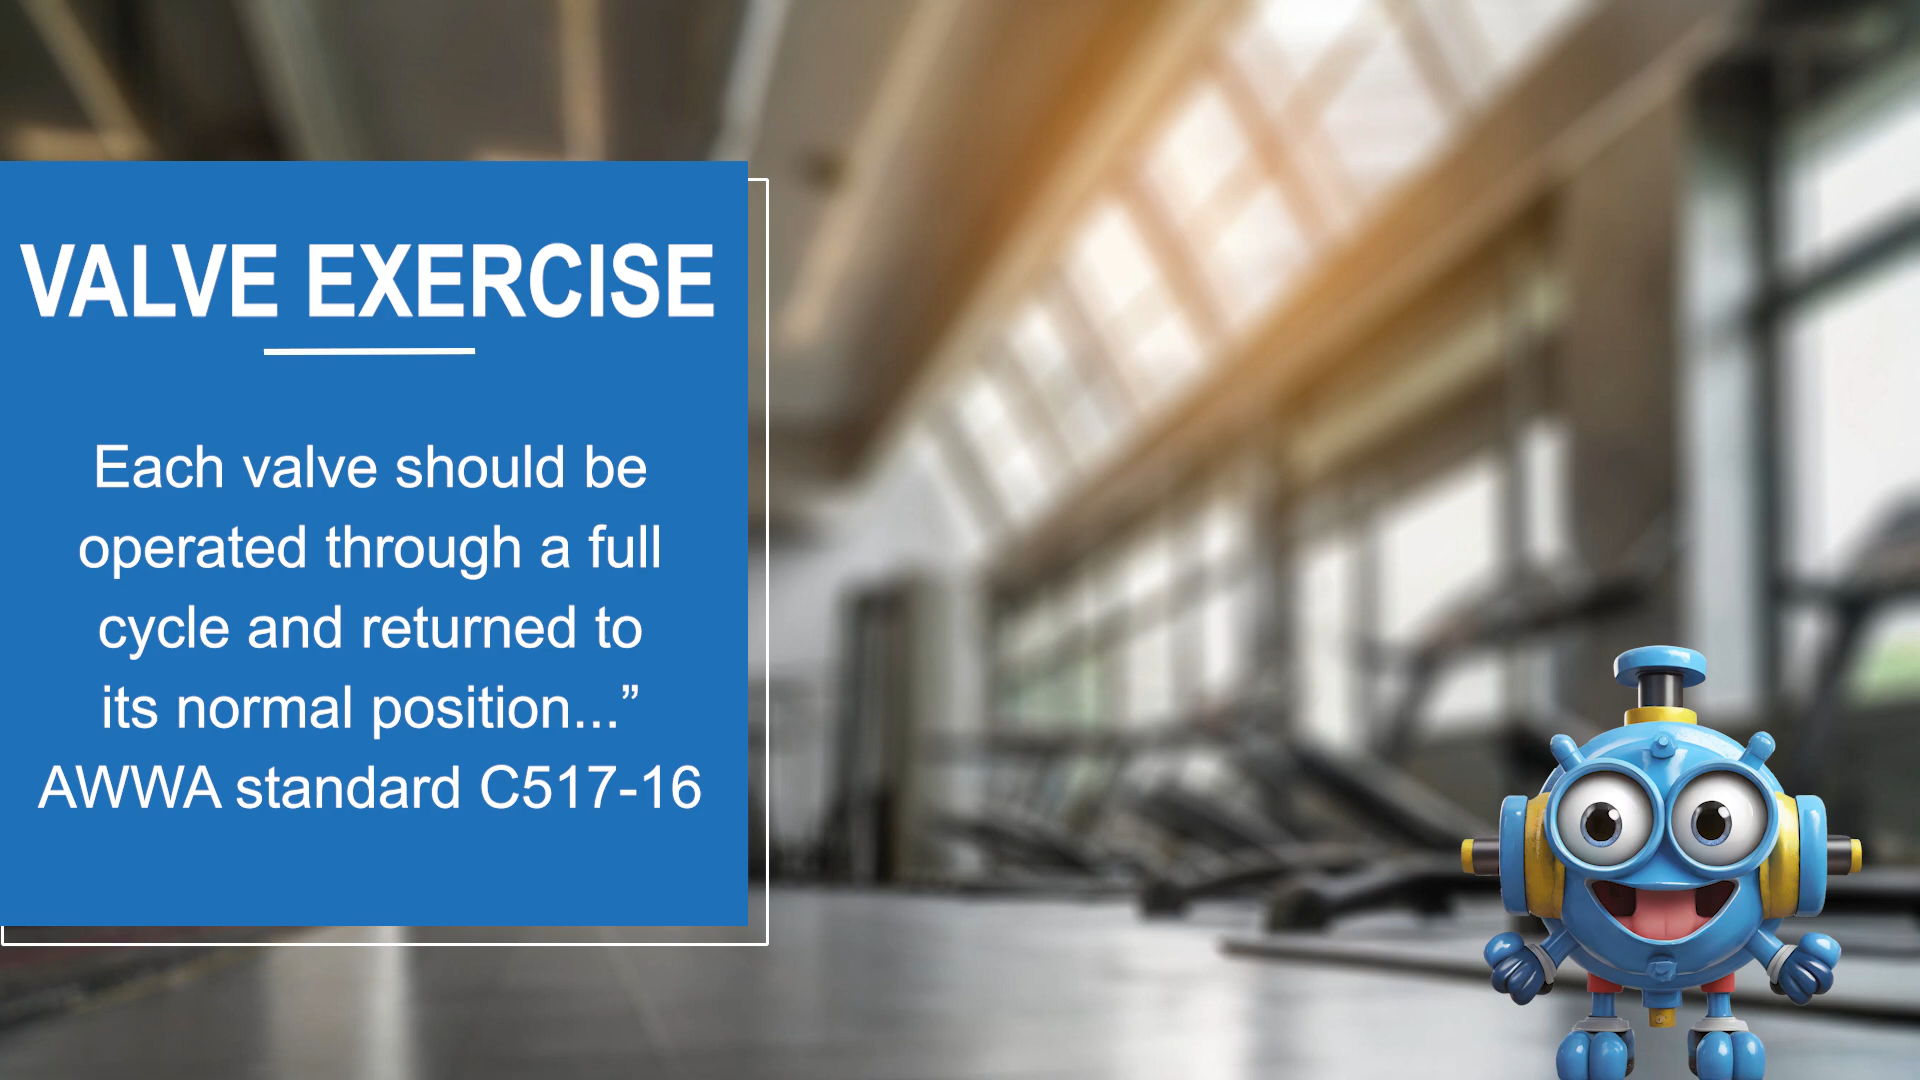 VALVE EXERCISE
Each valve should be
operated through a full
cycle and returned to
its normal position...”
AWWA standard C517-16